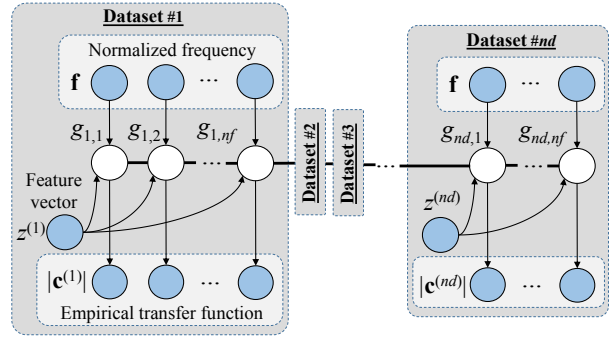 Dataset #1
Normalized frequency
f
...
g1,1
g1,2
g1,nf
...
Feature
vector
z(1)
|c(1)|
...
Empirical transfer function
Dataset #2
Dataset #3
...
Dataset #nd
f
...
gnd,1
gnd,nf
...
z(nd)
|c(nd)|
...